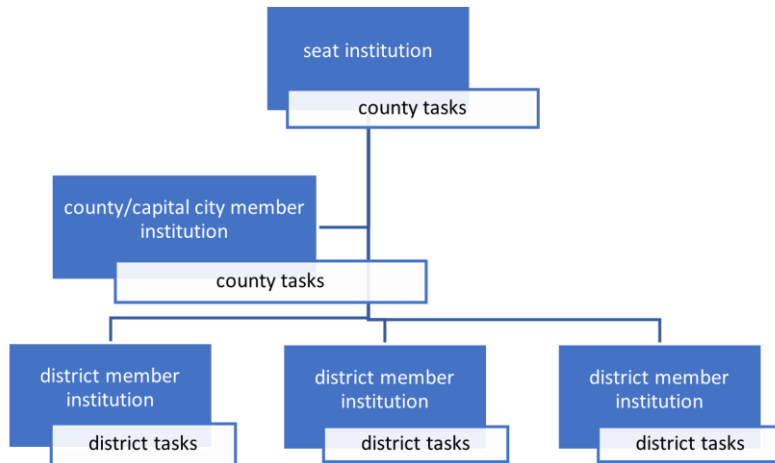 seat institution
county tasks
county/capital city member
institution
county tasks
district member
institution
district tasks
district member
institution
district tasks
district member
institution
district tasks